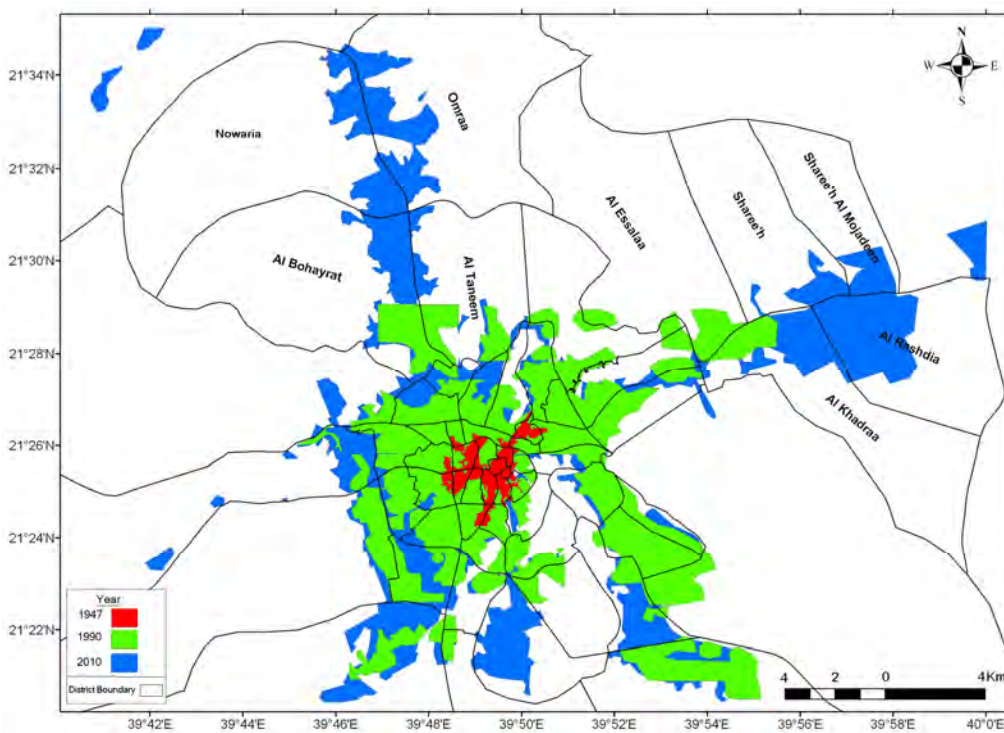 N
W E
S
21°34'N
21°32'N
21°30'N
21°28'N
21°26'N
21°24'N
21°22'N
Nowaria
Omraa
Al Bohayrat
Al Taneem
Al Essalaa
Sharee'h
Sharee'h Al Mojadeen
Al Rashdia
Al Khadraa
Year
1947
1990
2010
District Boundary
4 2 0 4Km
39°42'E 39°44'E 39°46'E 39°48'E 39°50'E 39°52'E 39°54'E 39°56'E 39°58'E 40°0'E